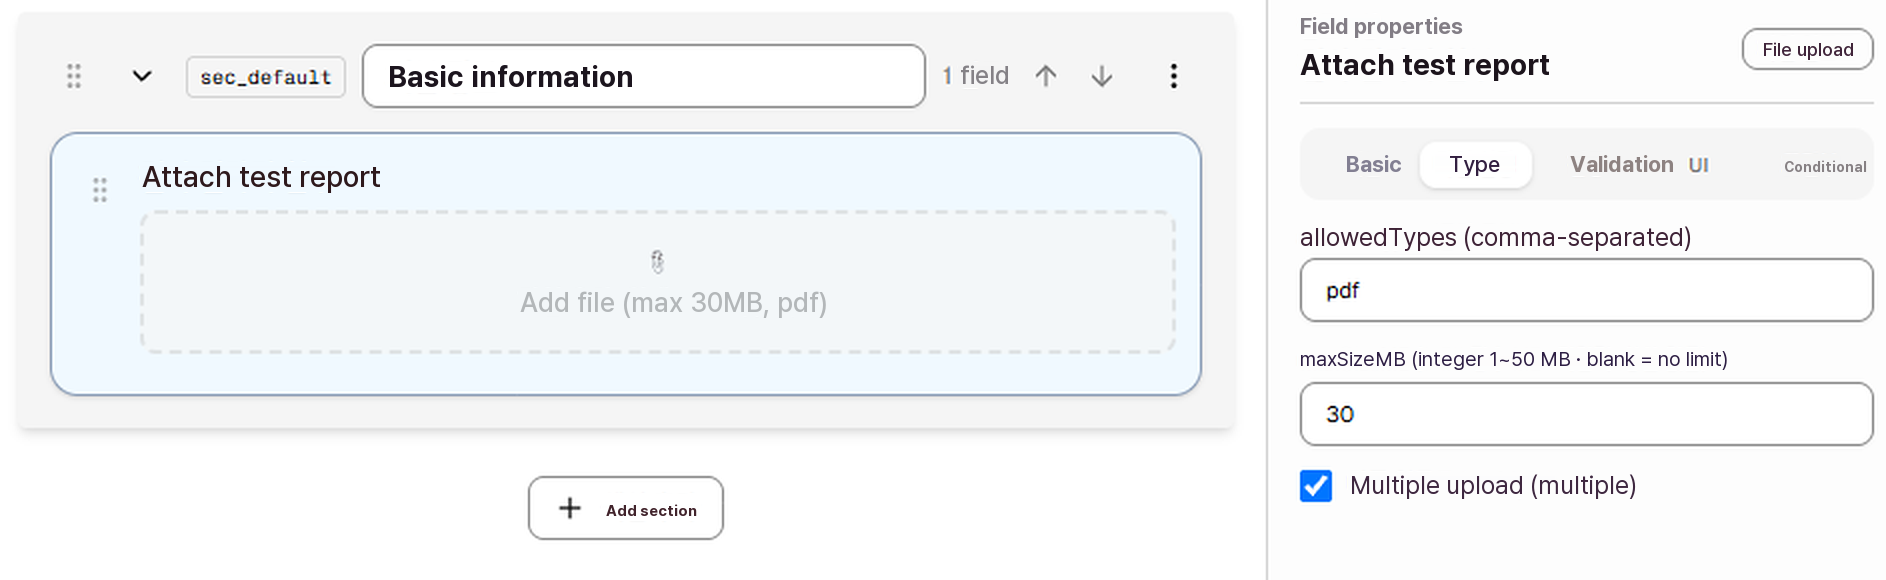 sec_default
Basic information
1 field
Attach test report
Add file (max 30MB, pdf)
Add section
Field properties
Attach test report
File upload
Basic
Type
Validation
UI
Conditional
allowedTypes (comma-separated)
pdf
maxSizeMB (integer 1~50 MB · blank = no limit)
30
Multiple upload (multiple)